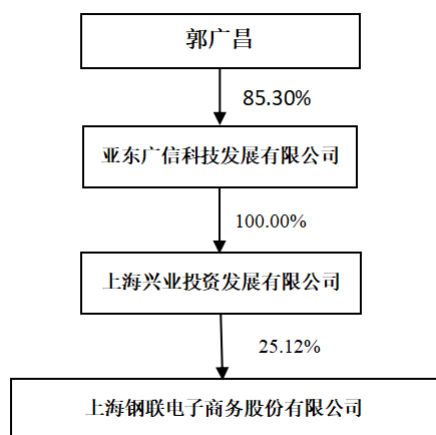 郭广昌
85.30%
亚东广信科技发展有限公司
100.00%
上海兴业投资发展有限公司
25.12%
上海钢联电子商务股份有限公司